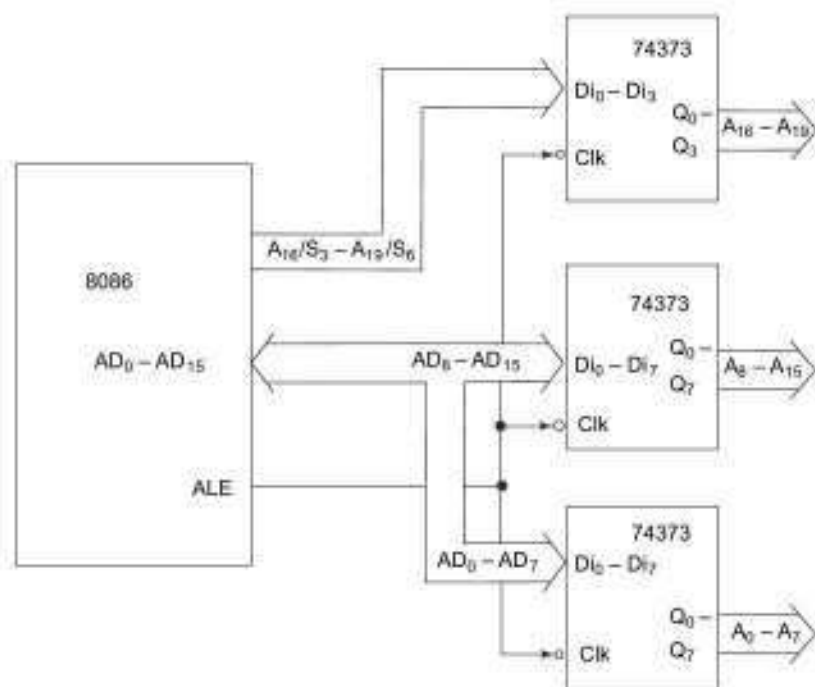 74373
Di₀ – Di₃
Q₀ –
Q₃
A₁₆ – A₁₉
Clk
A₁₆/S₃ – A₁₉/S₆
8086
AD₀ – AD₁₅
AD₈ – AD₁₅
74373
Di₀ – Di₇
Q₀ –
Q₇
A₈ – A₁₅
Clk
ALE
74373
AD₀ – AD₇
Di₀ – Di₇
Q₀ –
Q₇
A₀ – A₇
Clk